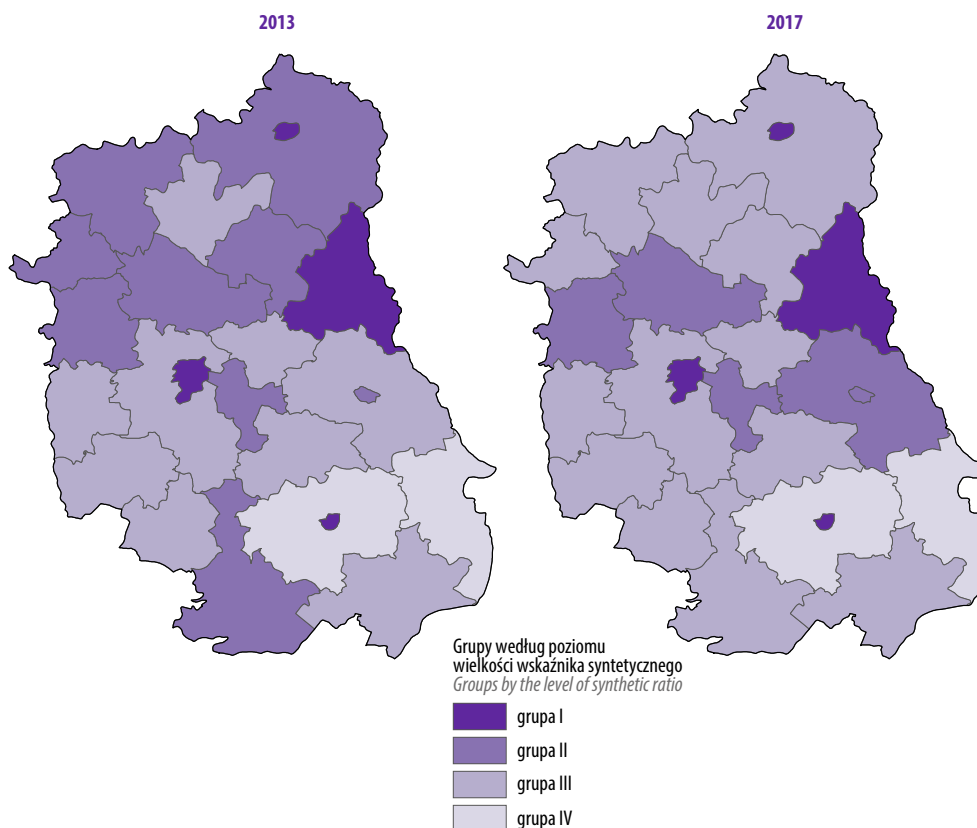 2013
2017
Grupy według poziomu
wielkości wskaźnika syntetycznego
Groups by the level of synthetic ratio
grupa I
grupa II
grupa III
grupa IV